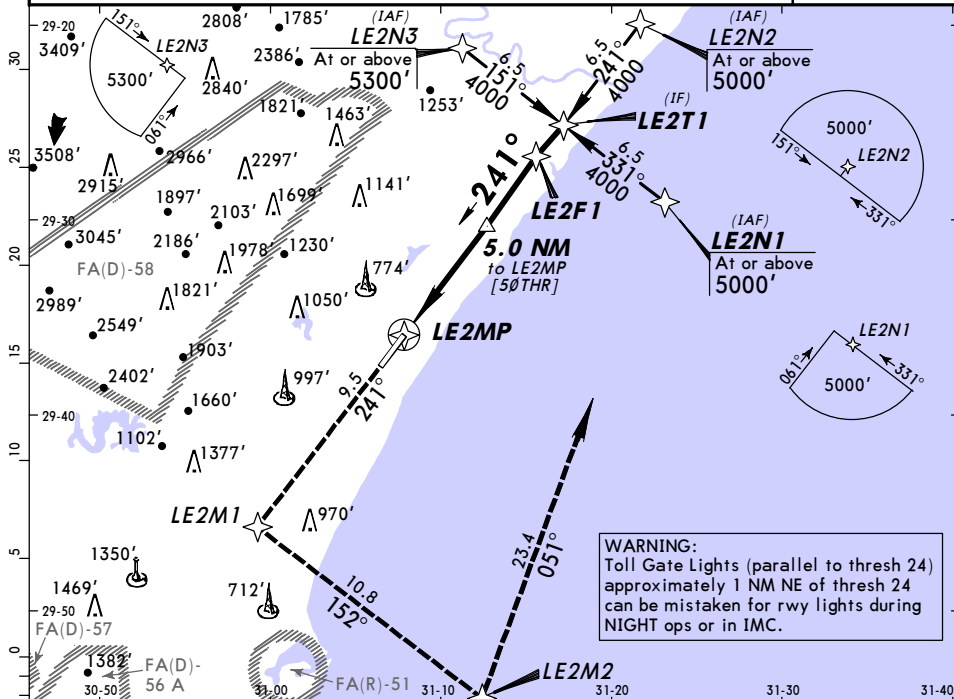 29-20
30
3409'
2808'
1785'
2386'
2840'
151°
LE2N3
5300'
061°
(IAF)
LE2N3
At or above
5300'
6.5
151°
4000
(IAF)
LE2N2
At or above
5000'
6.5
241°
4000
(IF)
LE2T1
1253'
1821'
1463'
3508'
25
2966'
2915'
2297'
1897'
1699'
1141'
2103'
29-30
3045'
2186'
1978'
1230'
FA(D)-58
241°
LE2F1
6.5
331°
4000
(IAF)
LE2N1
At or above
5000'
5000'
151°
LE2N2
331°
5.0 NM
to LE2MP
[50THR]
20
774'
2989'
1821'
1050'
2549'
LE2MP
LE2N1
061°
331°
5000'
15
1903'
2402'
997'
9.5
241°
29-40
1660'
1102'
10
1377'
LE2M1
970'
5
1350'
1469'
712'
29-50
10.8
152°
23.4
051°
WARNING:
Toll Gate Lights (parallel to thresh 24)
approximately 1 NM NE of thresh 24
can be mistaken for rwy lights during
NIGHT ops or in IMC.
FA(D)-57
0
1382'
FA(D)-
56 A
FA(R)-51
LE2M2
30-50
31-00
31-10
31-20
31-30
31-40